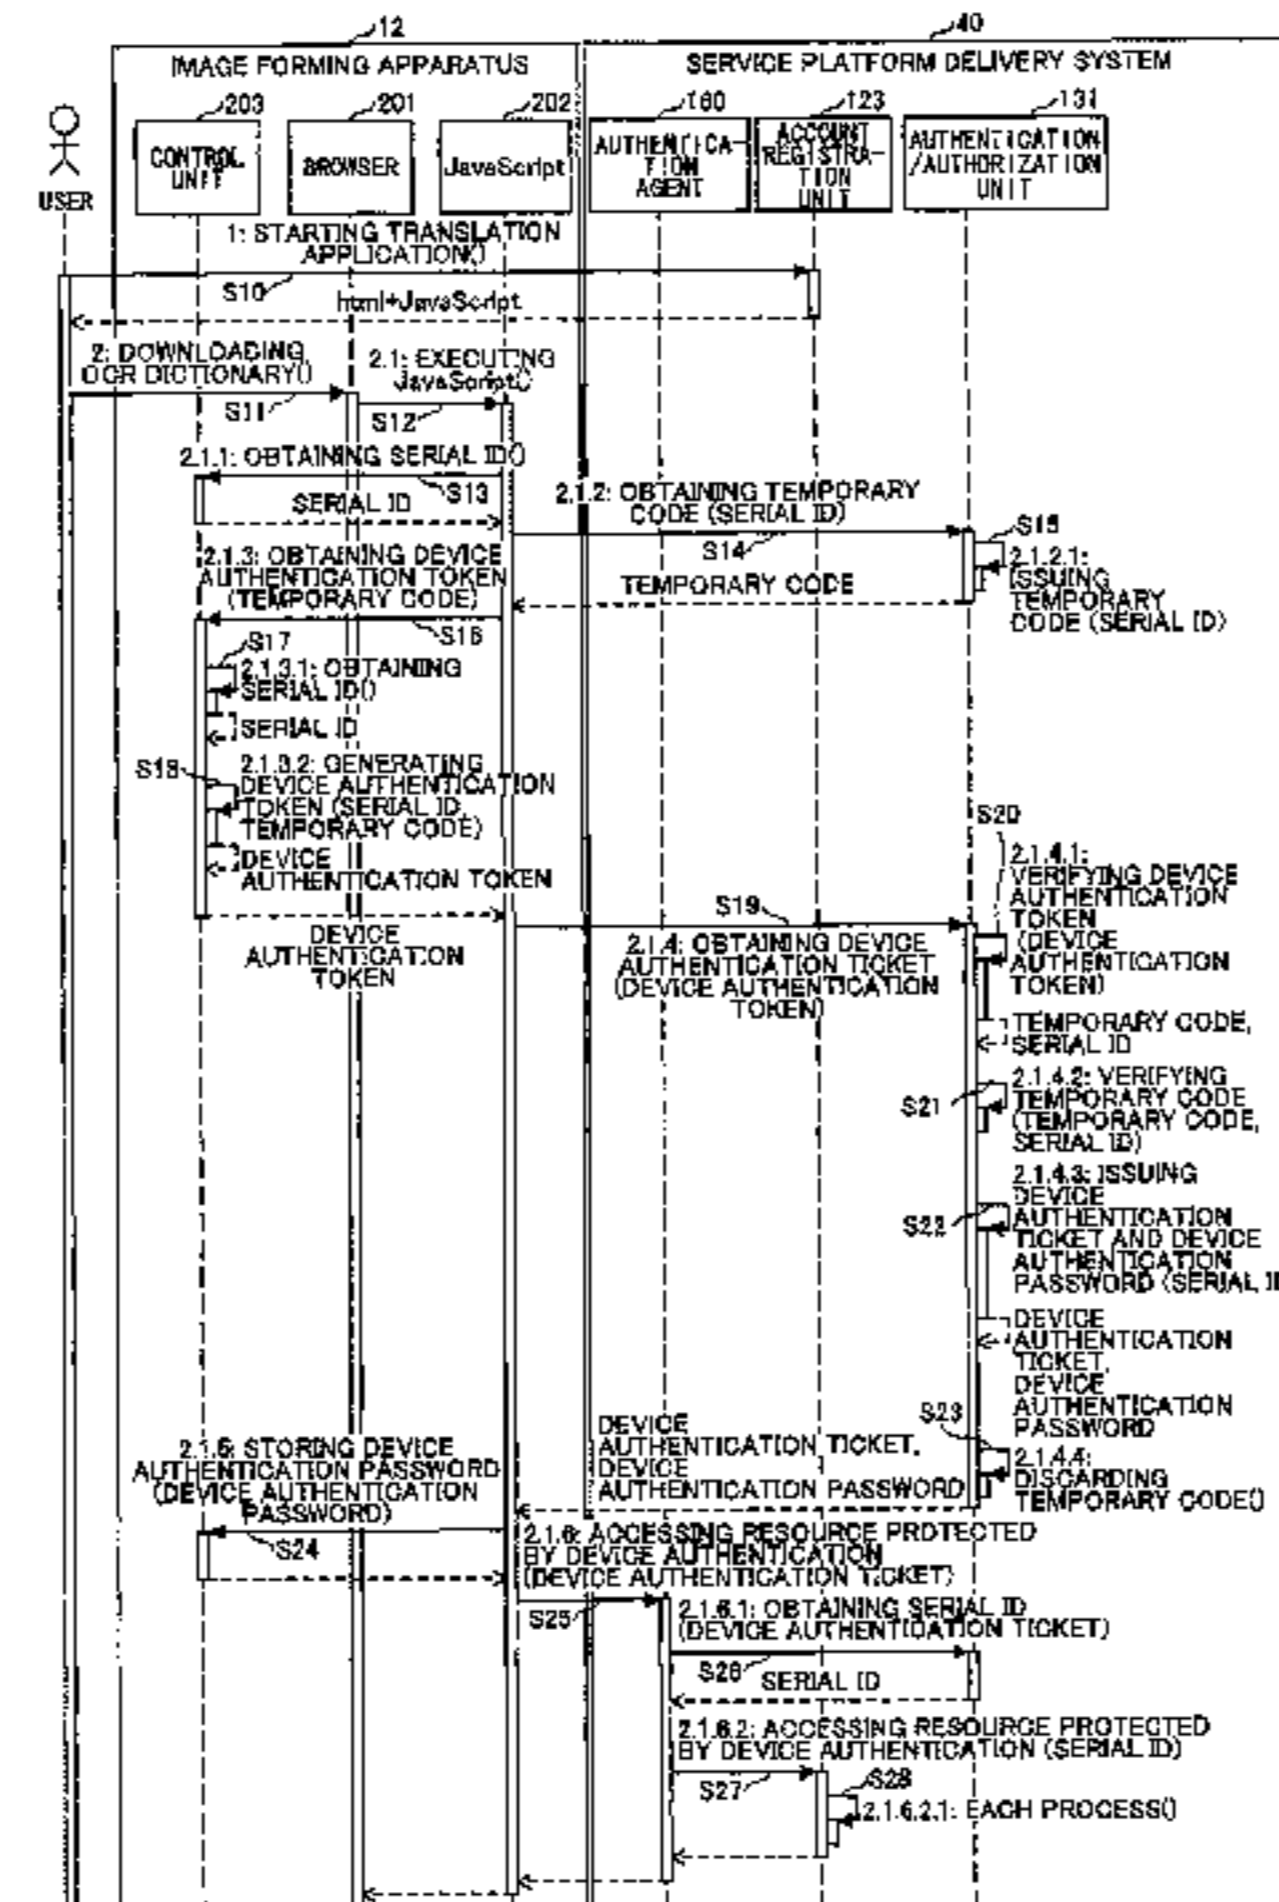 12
40
IMAGE FORMING APPARATUS
SERVICE PLATFORM DELIVERY SYSTEM
203
201
202
160
123
131
USER
CONTROL
UNIT
BROWSER
JavaScript
AUTHENTICA-
TION
AGENT
ACCOUNT
REGISTRA-
TION
UNIT
AUTHENTICATION
/AUTHORIZATION
UNIT
1: STARTING TRANSLATION
APPLICATION()
S10
html+JavaScript
2: DOWNLOADING
OCR DICTIONARY()
S11
2.1: EXECUTING
JavaScript()
S12
2.1.1: OBTAINING SERIAL ID()
S13
SERIAL ID
2.1.2: OBTAINING TEMPORARY
CODE (SERIAL ID)
S14
S15
2.1.2.1:
ISSUING
TEMPORARY
CODE (SERIAL ID)
TEMPORARY CODE
2.1.3: OBTAINING DEVICE
AUTHENTICATION TOKEN
(TEMPORARY CODE)
S16
S17
2.1.3.1: OBTAINING
SERIAL ID()
SERIAL ID
S18
2.1.3.2: GENERATING
DEVICE AUTHENTICATION
TOKEN (SERIAL ID,
TEMPORARY CODE)
DEVICE
AUTHENTICATION TOKEN
DEVICE
AUTHENTICATION
TOKEN
S19
2.1.4: OBTAINING DEVICE
AUTHENTICATION TICKET
(DEVICE AUTHENTICATION
TOKEN)
S20
2.1.4.1:
VERIFYING DEVICE
AUTHENTICATION
TOKEN
(DEVICE
AUTHENTICATION
TOKEN)
TEMPORARY CODE,
SERIAL ID
S21
2.1.4.2: VERIFYING
TEMPORARY CODE
(TEMPORARY CODE,
SERIAL ID)
S22
2.1.4.3: ISSUING
DEVICE
AUTHENTICATION
TICKET AND DEVICE
AUTHENTICATION
PASSWORD (SERIAL I
DEVICE
AUTHENTICATION
TICKET,
DEVICE
AUTHENTICATION
PASSWORD
S23
2.1.4.4:
DISCARDING
TEMPORARY CODE()
DEVICE
AUTHENTICATION TICKET,
DEVICE
AUTHENTICATION PASSWORD
2.1.5: STORING DEVICE
AUTHENTICATION PASSWORD
(DEVICE AUTHENTICATION
PASSWORD)
S24
2.1.6: ACCESSING RESOURCE PROTECTED
BY DEVICE AUTHENTICATION
(DEVICE AUTHENTICATION TICKET)
S25
2.1.6.1: OBTAINING SERIAL ID
(DEVICE AUTHENTICATION TICKET)
S26
SERIAL ID
2.1.6.2: ACCESSING RESOURCE PROTECTED
BY DEVICE AUTHENTICATION (SERIAL ID)
S27
S28
2.1.6.2.1: EACH PROCESS()